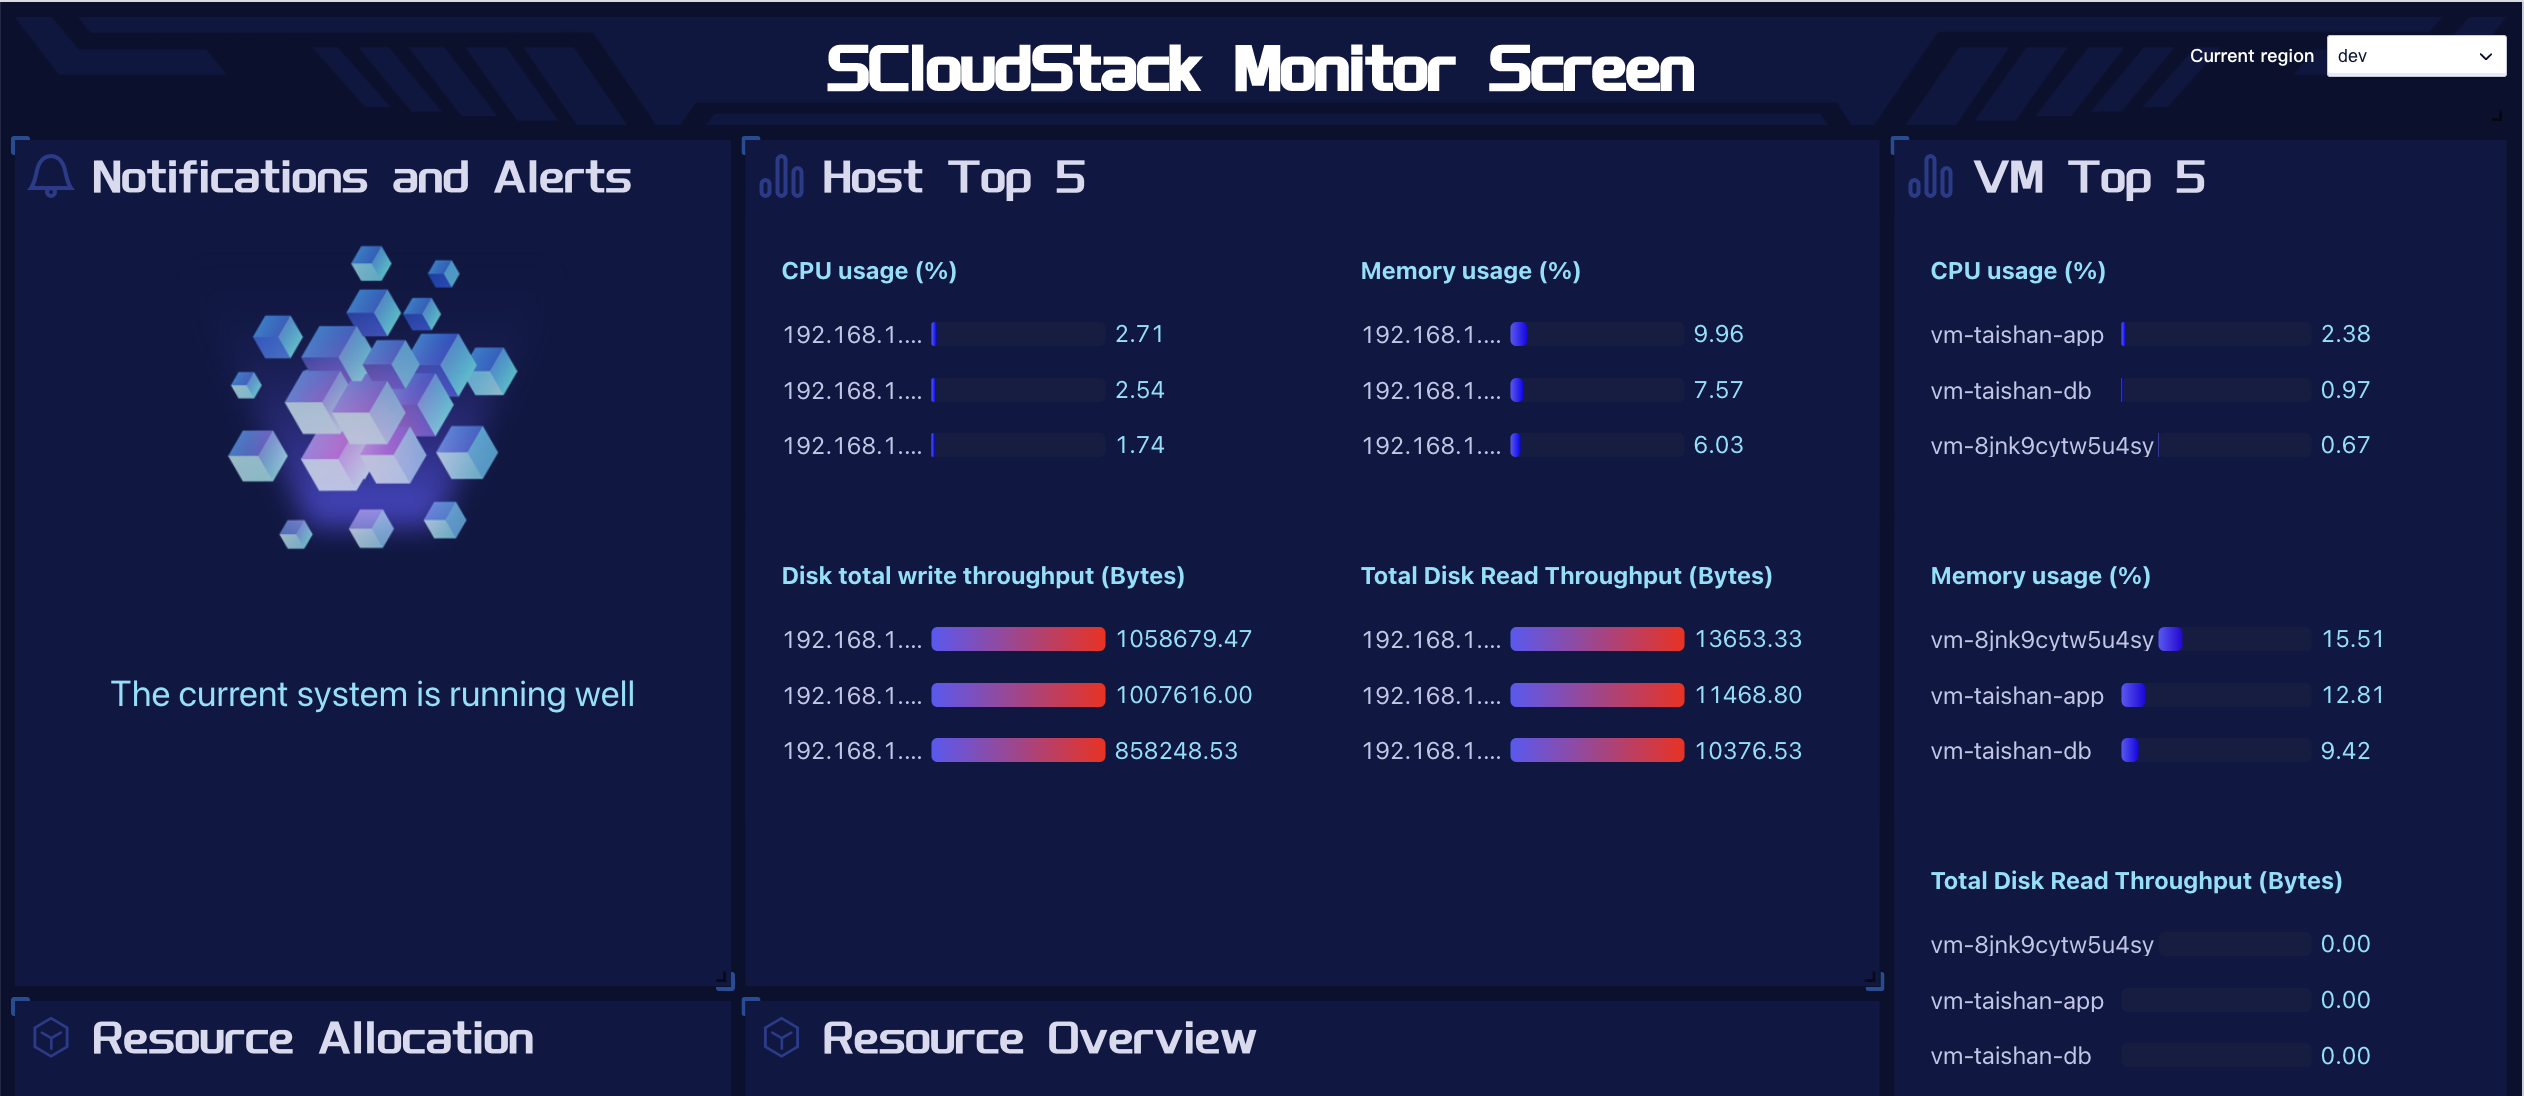 SCloudStack Monitor Screen
Current region dev
Notifications and Alerts
The current system is running well
Host Top 5
CPU usage (%)
192.168.1.... 2.71
192.168.1.... 2.54
192.168.1.... 1.74
Memory usage (%)
192.168.1.... 9.96
192.168.1.... 7.57
192.168.1.... 6.03
Disk total write throughput (Bytes)
192.168.1.... 1058679.47
192.168.1.... 1007616.00
192.168.1.... 858248.53
Total Disk Read Throughput (Bytes)
192.168.1.... 13653.33
192.168.1.... 11468.80
192.168.1.... 10376.53
VM Top 5
CPU usage (%)
vm-taishan-app 2.38
vm-taishan-db 0.97
vm-8jnk9cytw5u4sy 0.67
Memory usage (%)
vm-8jnk9cytw5u4sy 15.51
vm-taishan-app 12.81
vm-taishan-db 9.42
Total Disk Read Throughput (Bytes)
vm-8jnk9cytw5u4sy 0.00
vm-taishan-app 0.00
vm-taishan-db 0.00
Resource Allocation
Resource Overview